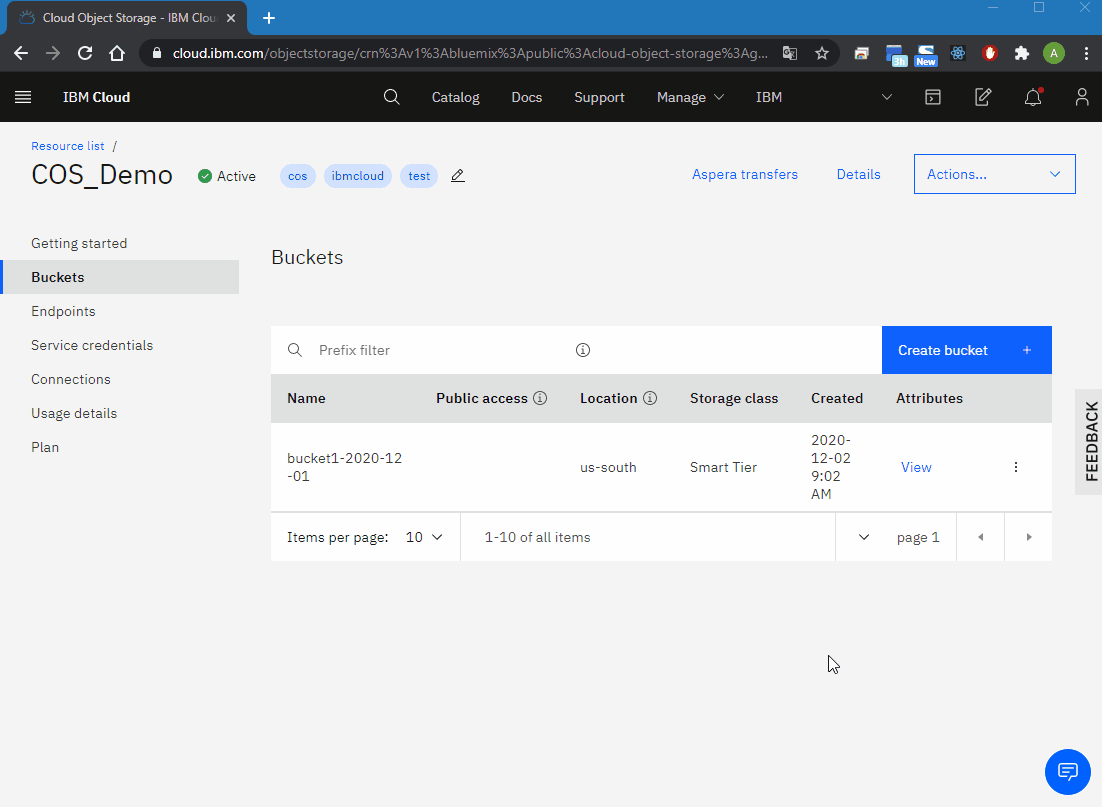 Cloud Object Storage - IBM Clou
cloud.ibm.com/objectstorage/crn%3Av1%3Abluemix%3Apublic%3Acloud-object-storage%3Ag...
3h
New
A
IBM Cloud
Catalog
Docs
Support
Manage
IBM
Resource list /
COS_Demo
Active
cos
ibmcloud
test
Aspera transfers
Details
Actions...
Getting started
Buckets
Endpoints
Service credentials
Connections
Usage details
Plan
Buckets
Prefix filter
Create bucket +
Name Public access Location Storage class Created Attributes
bucket1-2020-12
-01
us-south
Smart Tier
2020-
12-02
9:02
AM
View
Items per page: 10
1-10 of all items
page 1
FEEDBACK